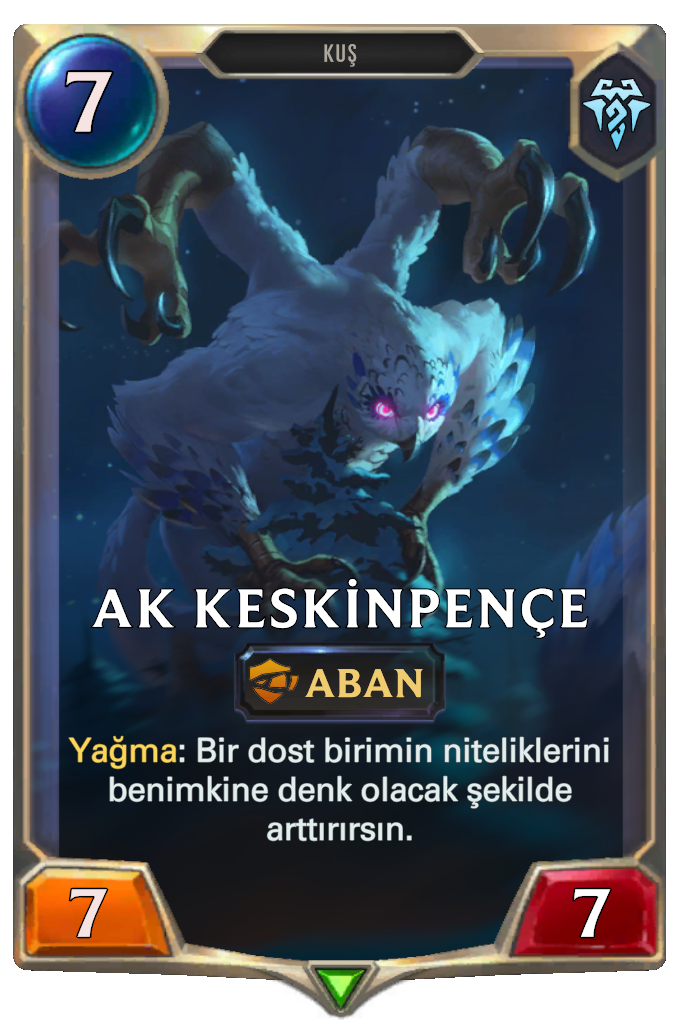 7
KUŞ
AK KESKİNPENÇE
ABAN
Yağma: Bir dost birimin niteliklerini
benimkine denk olacak şekilde
arttırırsın.
7
7